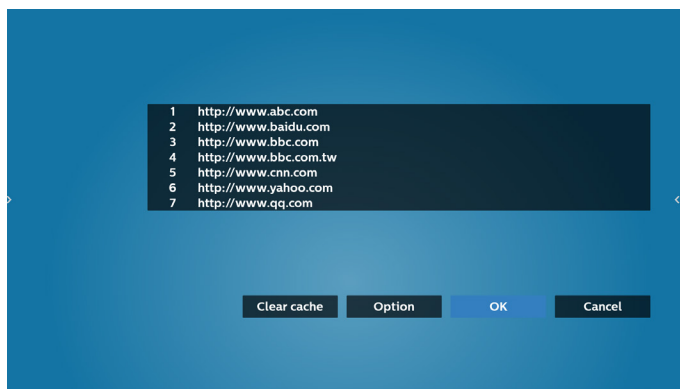 1 http://www.abc.com
2 http://www.baidu.com
3 http://www.bbc.com
4 http://www.bbc.com.tw
5 http://www.cnn.com
6 http://www.yahoo.com
7 http://www.qq.com
Clear cache Option OK Cancel